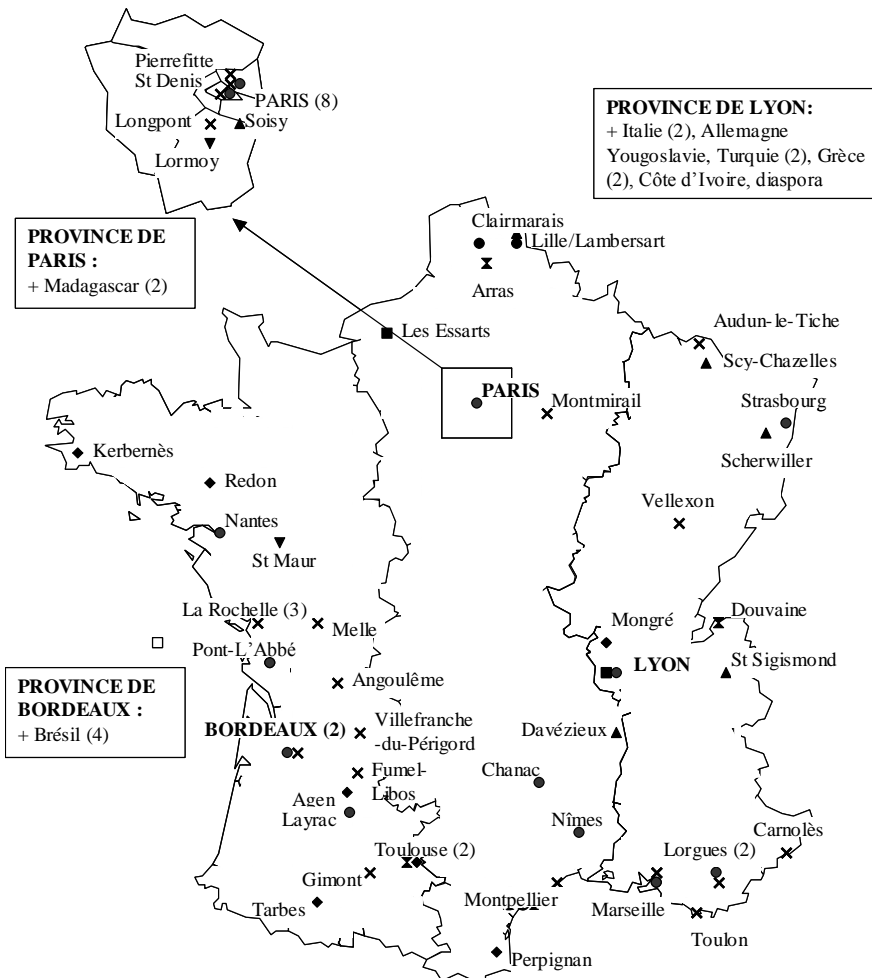 Pierrefitte
St Denis
PARIS (8)
Longpont
Soisy
Lormoy
PROVINCE DE LYON:
+ Italie (2), Allemagne
Yougoslavie, Turquie (2), Grèce
(2), Côte d’Ivoire, diaspora
PROVINCE DE
PARIS :
+ Madagascar (2)
Clairmarais
Lille/Lambersart
Arras
Les Essarts
Audun-le-Tiche
Scy-Chazelles
PARIS
Montmirail
Strasbourg
Scherwiller
Kerbernès
Redon
Vellexon
Nantes
St Maur
La Rochelle (3)
Melle
Mongré
Douvaine
Pont-L’Abbé
LYON
St Sigismond
Angoulême
PROVINCE DE
BORDEAUX :
+ Brésil (4)
BORDEAUX (2)
Villefranche
-du-Périgord
Davézieux
Fumel-
Libos
Chanac
Agen
Layrac
Nîmes
Carnolès
Toulouse (2)
Lorgues (2)
Gimont
Montpellier
Marseille
Tarbes
Toulon
Perpignan